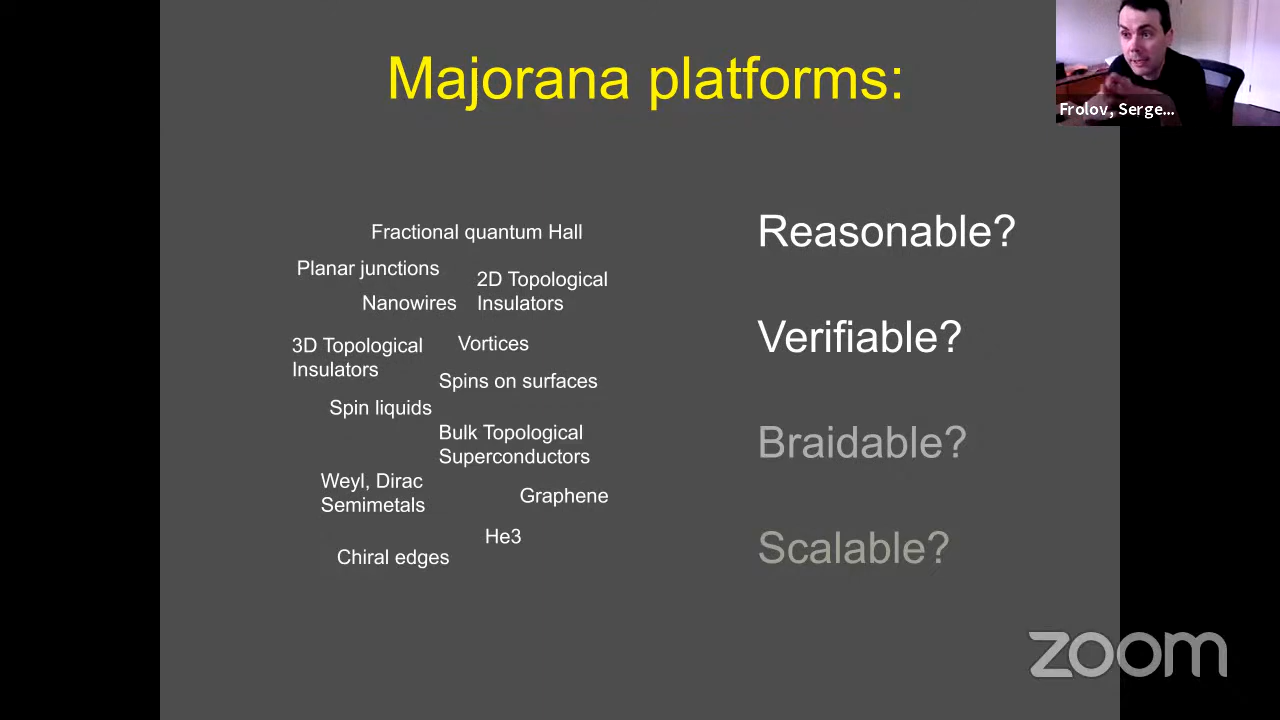 Majorana platforms:
Frolov, Serge...
Fractional quantum Hall
Planar junctions
2D Topological
Insulators
Nanowires
3D Topological
Insulators
Vortices
Spins on surfaces
Spin liquids
Bulk Topological
Superconductors
Weyl, Dirac
Semimetals
Graphene
He3
Chiral edges
Reasonable?
Verifiable?
Braidable?
Scalable?
zoom